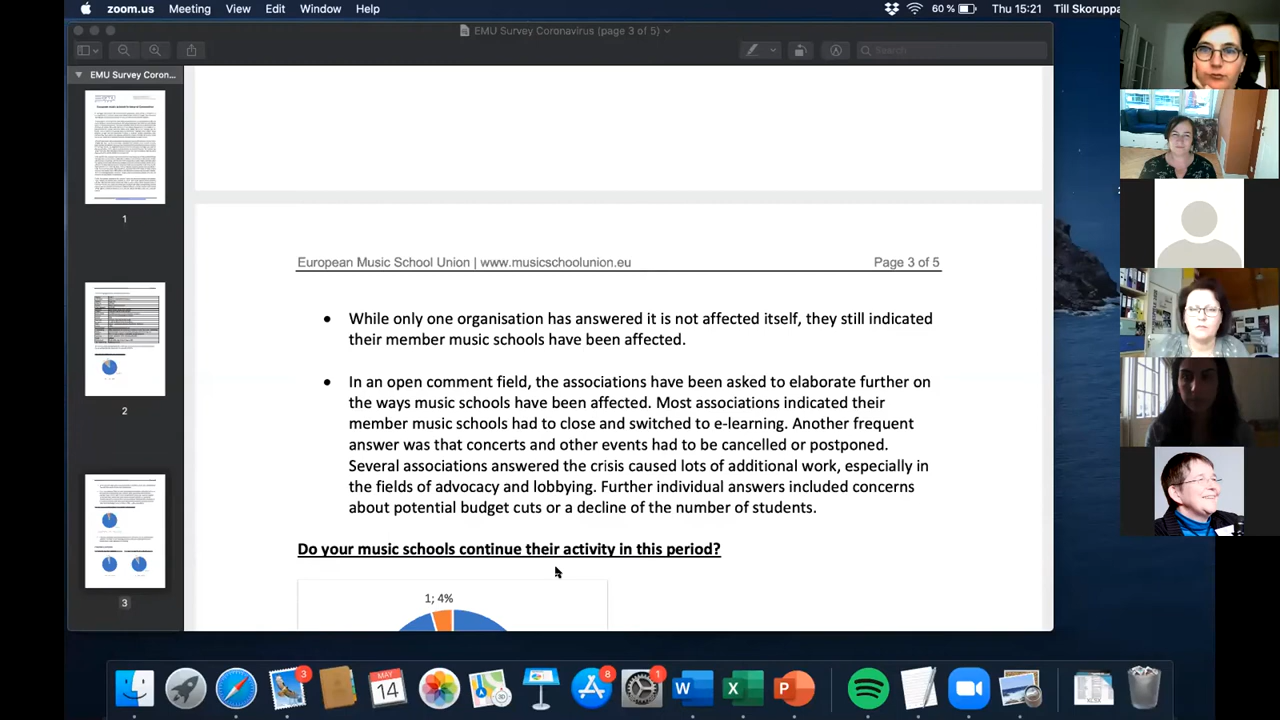 zoom.us Meeting View Edit Window Help 60 % Thu 15:21 Till Skoruppa
EMU Survey Coronavirus (page 3 of 5)
Search
EMU Survey Coron...
1
2
3
European Music School Union | www.musicschoolunion.eu Page 3 of 5
• While only one organistion has answered it is not affected itself, they still indicated
their member music schools have been affected.
• In an open comment field, the associations have been asked to elaborate further on
the ways music schools have been affected. Most associations indicated their
member music schools had to close and switched to e-learning. Another frequent
answer was that concerts and other events had to be cancelled or postponed.
Several associations answered the crisis caused lots of additional work, especially in
the fields of advocacy and lobbying. Further individual answers included concerns
about potential budget cuts or a decline of the number of students.
Do your music schools continue their activity in this period?
1; 4%
3
MAY
14
8
1
W
X
P